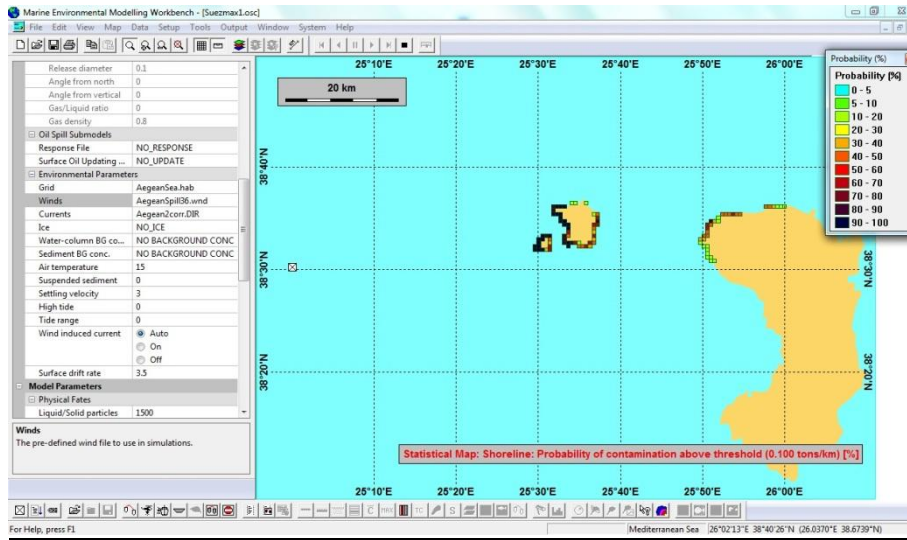 Marine Environmental Modelling Workbench - [Suezmax1.osc]
File Edit View Map Data Setup Tools Output Window System Help
Release diameter 0.1
Angle from north 0
Angle from vertical 0
Gas/Liquid ratio 0
Gas density 0.8
Oil Spill Submodels
Response File NO_RESPONSE
Surface Oil Updating ... NO_UPDATE
Environmental Parameters
Grid AegeanSea.hab
Winds AegeanSpill36.wnd
Currents Aegean2corr.DIR
Ice NO_ICE
Water-column BG co... NO BACKGROUND CONC
Sediment BG conc. NO BACKGROUND CONC
Air temperature 15
Suspended sediment 0
Settling velocity 3
High tide 0
Tide range 0
Wind induced current Auto
On
Off
Surface drift rate 3.5
Model Parameters
Physical Fates
Liquid/Solid particles 1500
Winds
The pre-defined wind file to use in simulations.
25°10'E 25°20'E 25°30'E 25°40'E 25°50'E 26°00'E
20 km
38°40'N
38°30'N 38°30'N
38°20'N 38°20'N
Probability (%)
Probability (%)
0 - 5
5 - 10
10 - 20
20 - 30
30 - 40
40 - 50
50 - 60
60 - 70
70 - 80
80 - 90
90 - 100
Statistical Map: Shoreline: Probability of contamination above threshold (0.100 tons/km) [%]
25°10'E 25°20'E 25°30'E 25°40'E 25°50'E 26°00'E
For Help, press F1
Mediterranean Sea 26°02'13"E 38°40'26"N (26.0370°E 38.6739°N)